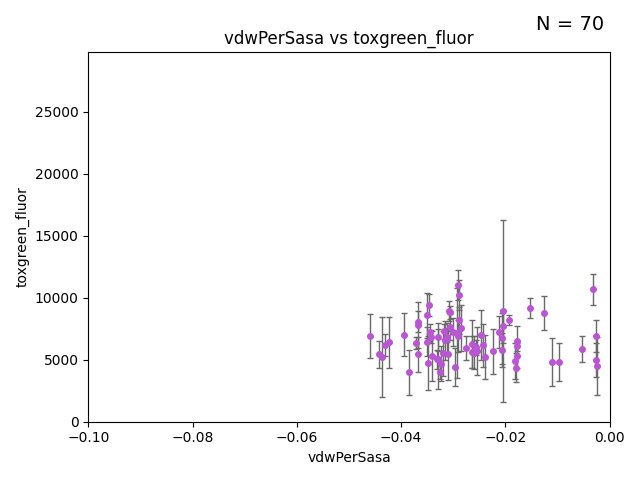 N = 70
vdwPerSasa vs toxgreen_fluor
25000
20000
15000
10000
5000
0
toxgreen_fluor
−0.10 −0.08 −0.06 −0.04 −0.02 0.00
vdwPerSasa